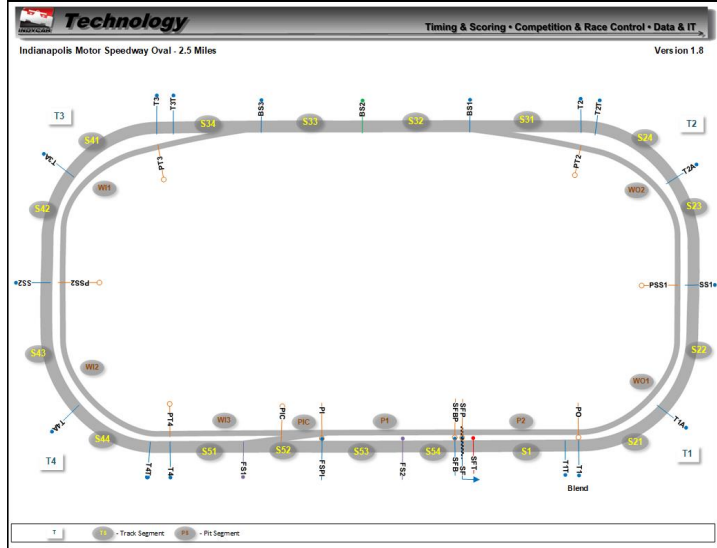 INDYCAR Technology
Timing & Scoring • Competition & Race Control • Data & IT
Indianapolis Motor Speedway Oval - 2.5 Miles
Version 1.8
T3 T3T BS3 BS2 BS1 T2 T2T
T3 S34 S33 S32 S31 T2
S41 S24
T3A PT3 PT2 T2A
WI1 WO2
S42 S23
SS2 PSS2 PSS1 SS1
S43 S22
WI2 WO1
T4A PT4 PIC PI SFBP SFP PO T1A
WI3 PIC P1 P2
S44 S21
T4 S51 S52 S53 S54 S1 T1
T4T T4 FS1 FSPI FS2 SFB SF SFT T1T T1
Blend
T TS - Track Segment PS - Pit Segment